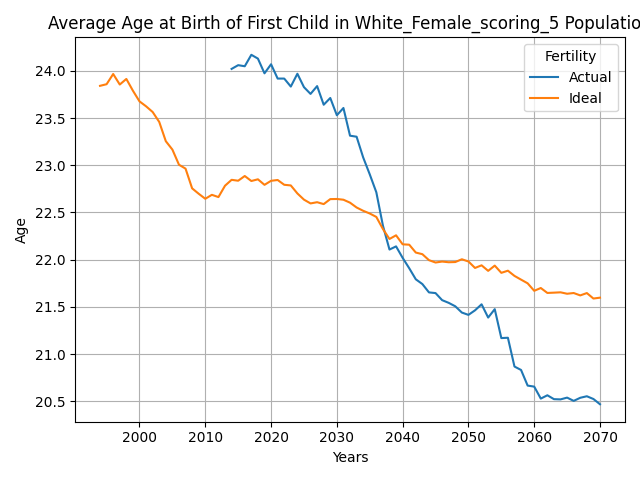 Average Age at Birth of First Child in White_Female_scoring_5 Populatio
Fertility
Actual
Ideal
24.0
23.5
23.0
22.5
22.0
21.5
21.0
20.5
Age
2000 2010 2020 2030 2040 2050 2060 2070
Years